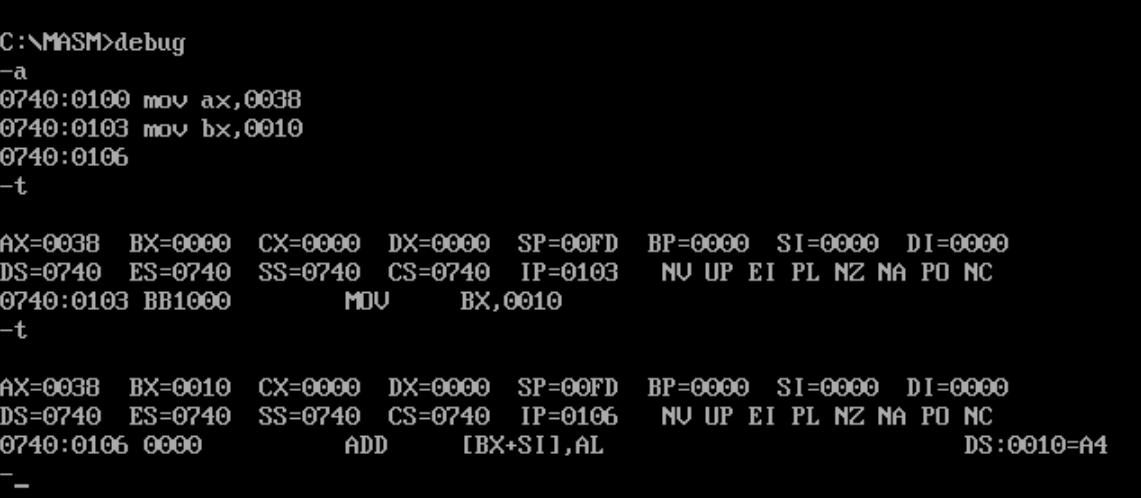 C:\MASM>debug
-a
0740:0100 mov ax,0038
0740:0103 mov bx,0010
0740:0106
-t
AX=0038  BX=0000  CX=0000  DX=0000  SP=00FD  BP=0000  SI=0000  DI=0000
DS=0740  ES=0740  SS=0740  CS=0740  IP=0103   NV UP EI PL NZ NA PO NC
0740:0103 BB1000        MOV     BX,0010
-t
AX=0038  BX=0010  CX=0000  DX=0000  SP=00FD  BP=0000  SI=0000  DI=0000
DS=0740  ES=0740  SS=0740  CS=0740  IP=0106   NV UP EI PL NZ NA PO NC
0740:0106 0000          ADD     [BX+SI],AL                         DS:0010=A4
-_